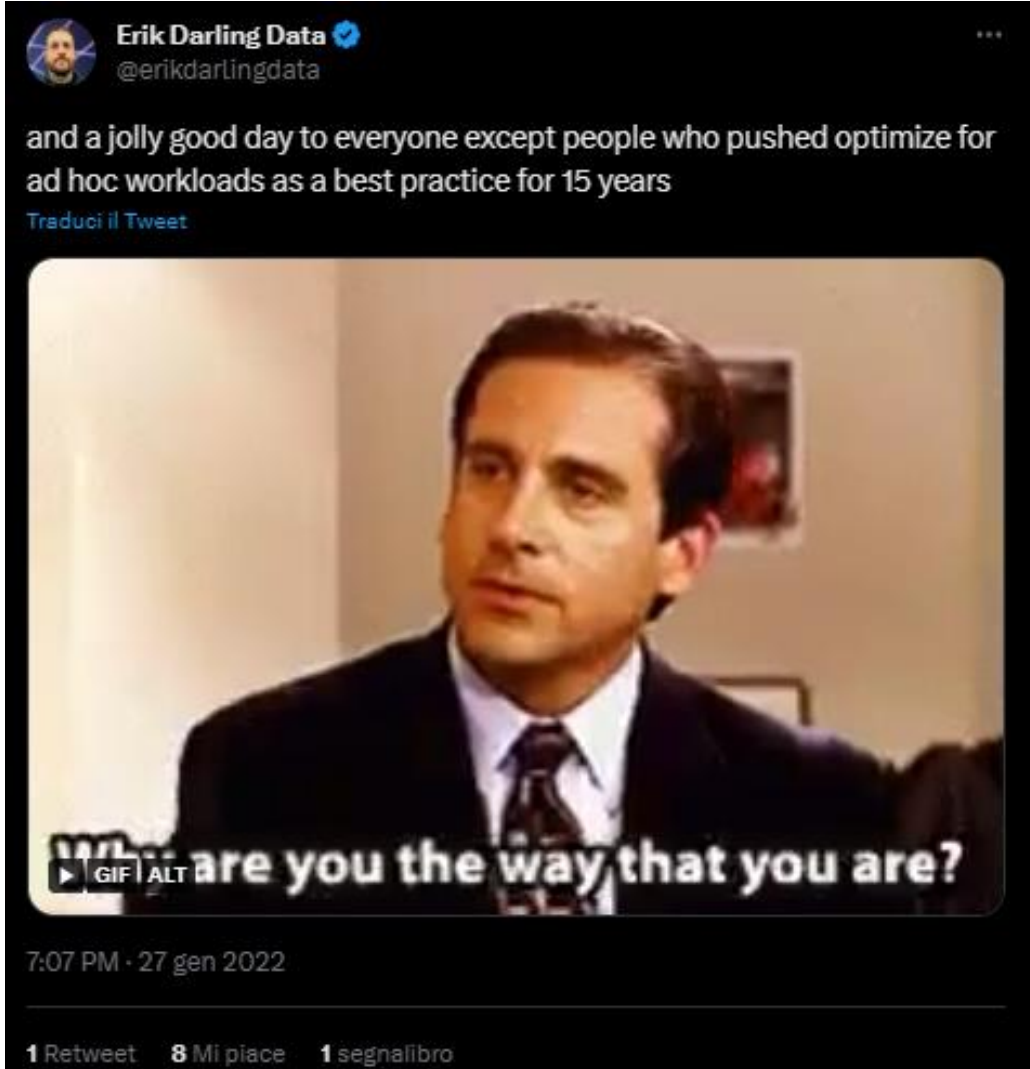 Erik Darling Data
@erikdarlingdata
and a jolly good day to everyone except people who pushed optimize for
ad hoc workloads as a best practice for 15 years
Traduci il Tweet
Why are you the way that you are?
GIF ALT
7:07 PM · 27 gen 2022
1 Retweet 8 Mi piace 1 segnalibro